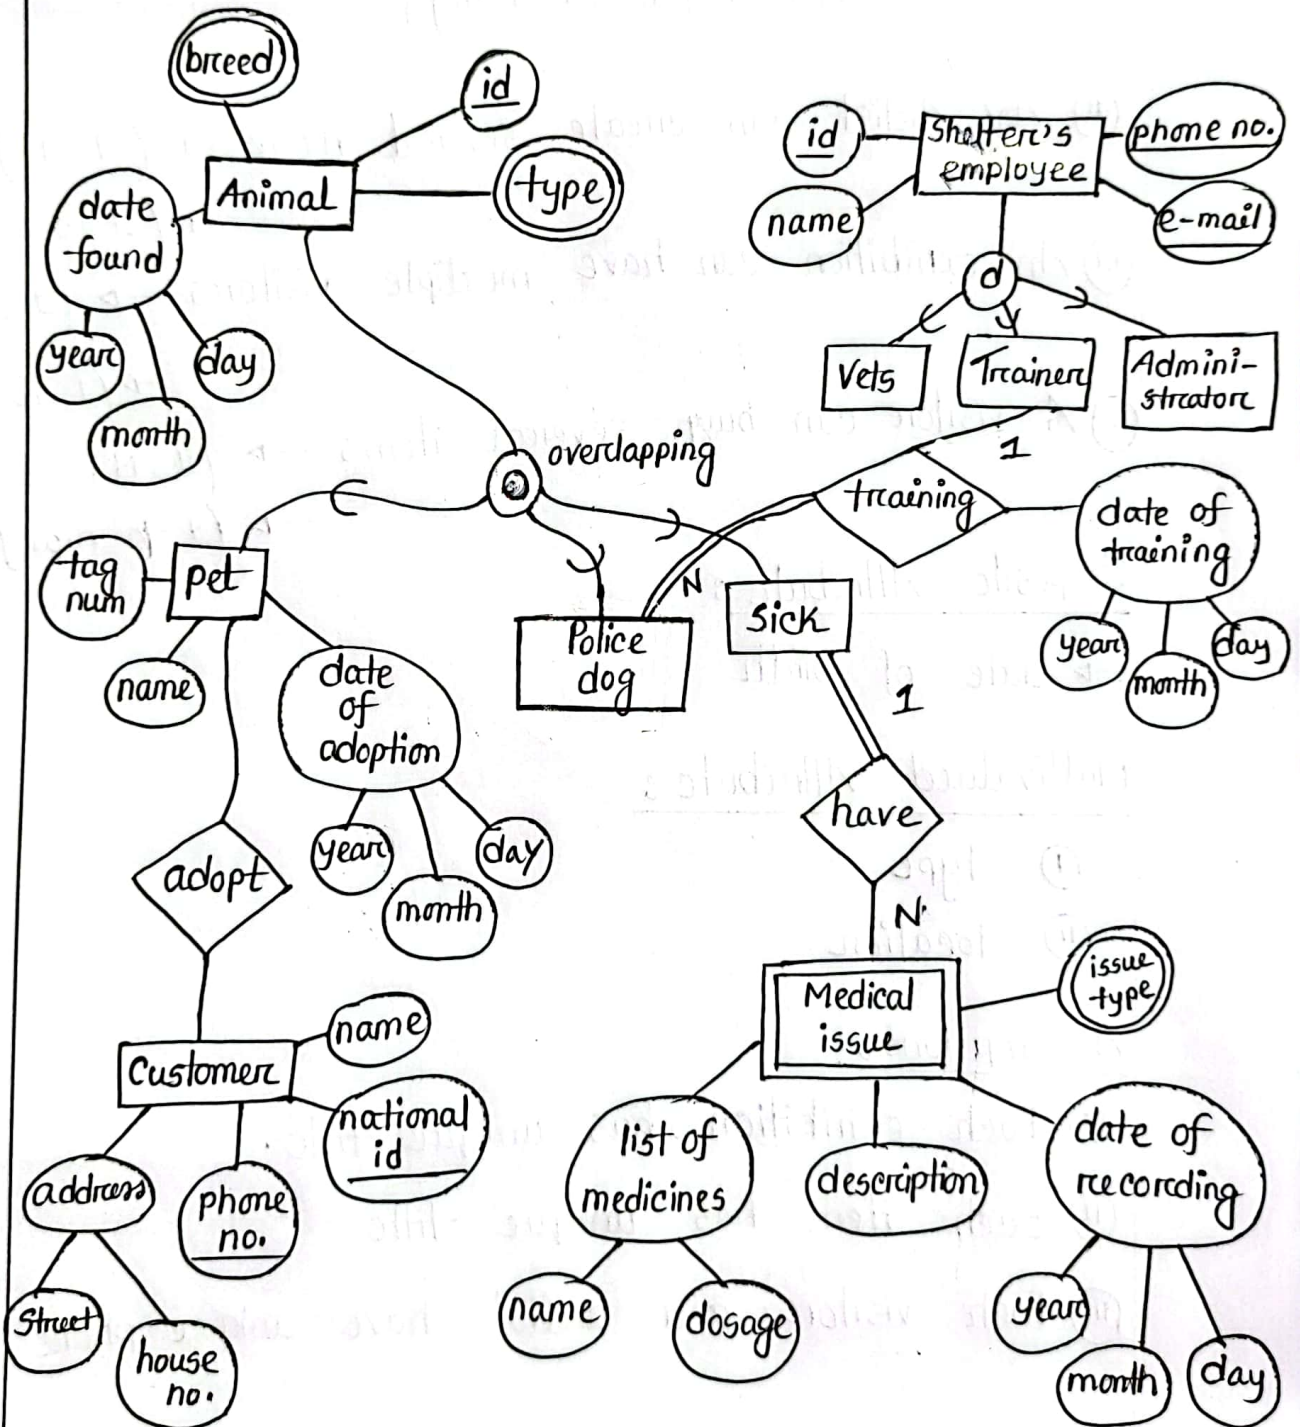 breed
id
Animal
type
date
found
year
day
month
id
Shelter's
employee
phone no.
name
e-mail
d
Vets
Trainer
Admini-
strator
overlapping
o
1
training
date of
training
year
month
day
N
pet
tag
num
name
date
of
adoption
year
month
day
Police
dog
sick
1
have
N
adopt
Customer
name
national
id
address
phone
no.
Street
house
no.
Medical
issue
issue
type
list of
medicines
description
date of
recording
name
dosage
year
month
day